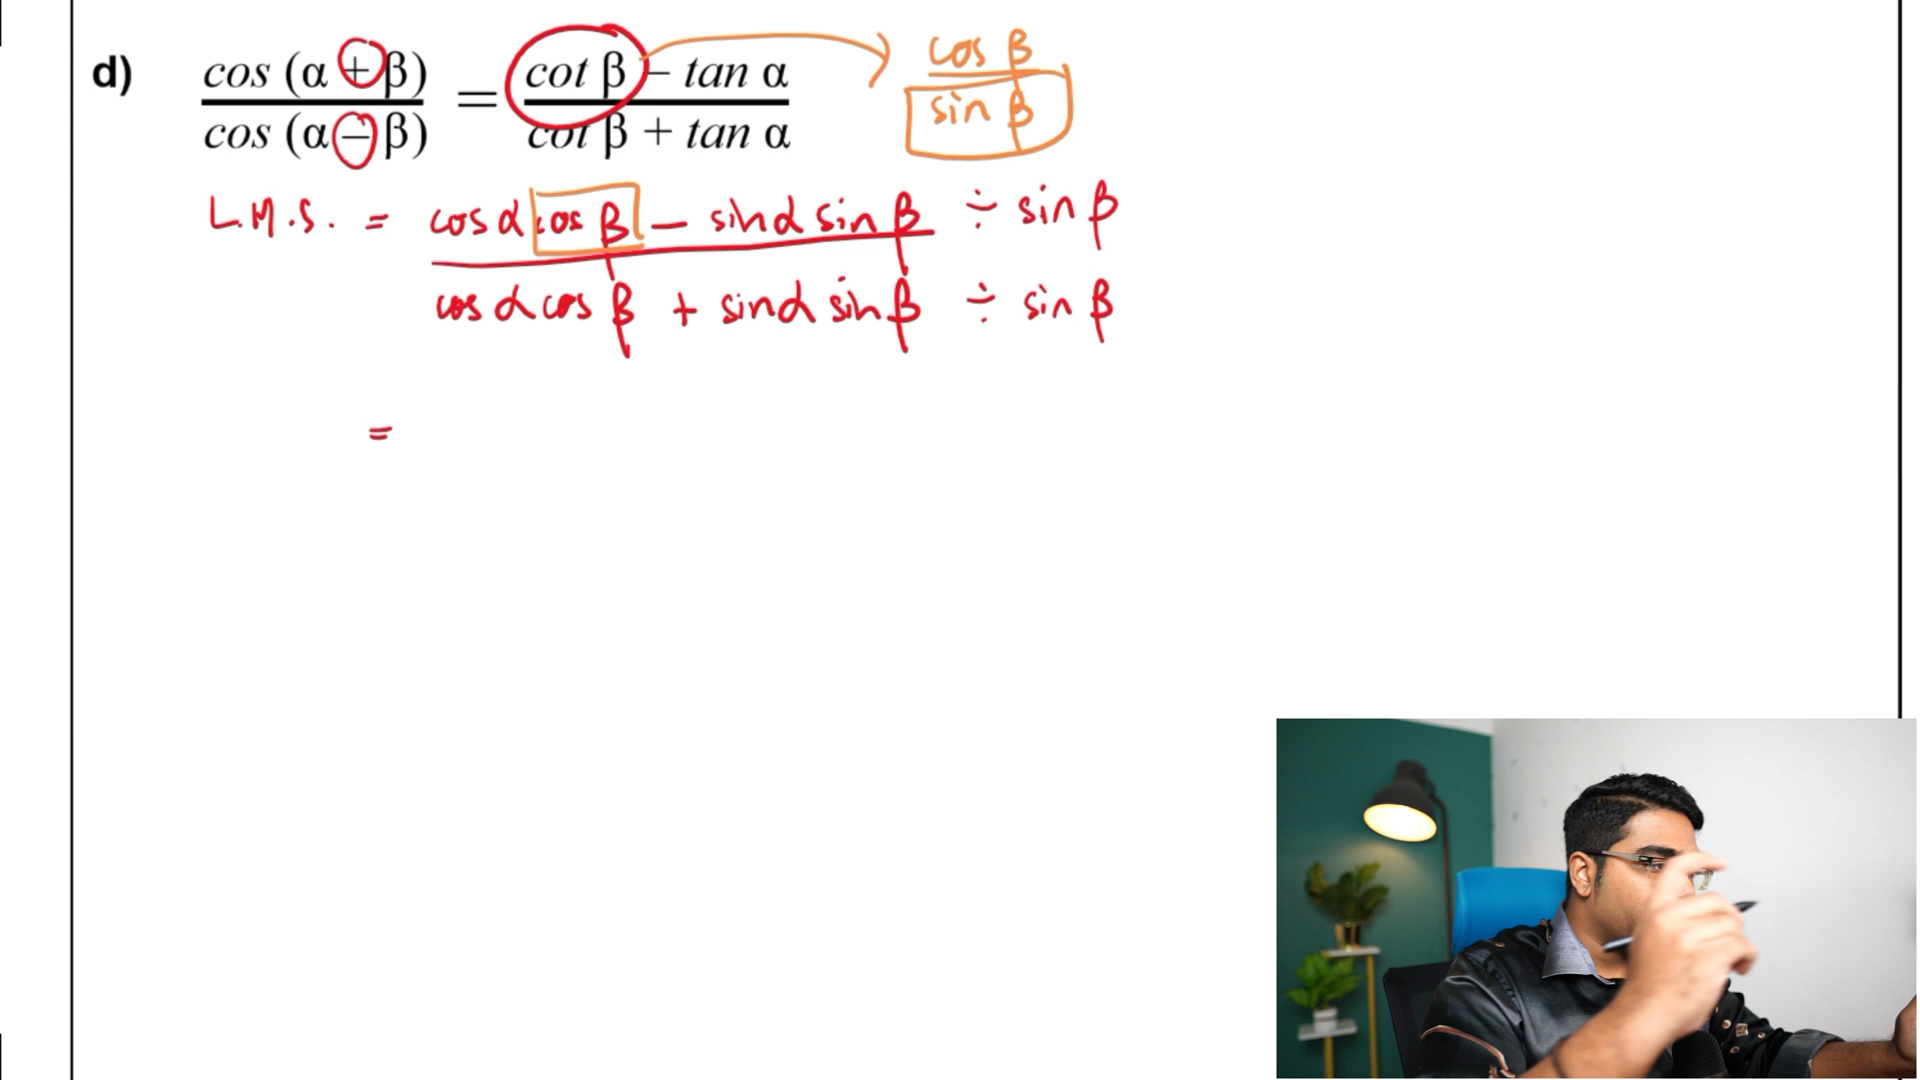 d) cos (α + β) = cot β – tan α cos β
cos (α – β) cot β + tan α sin β
L.H.S. = cos α cos β – sin α sin β ÷ sin β
cos α cos β + sin α sin β ÷ sin β
=